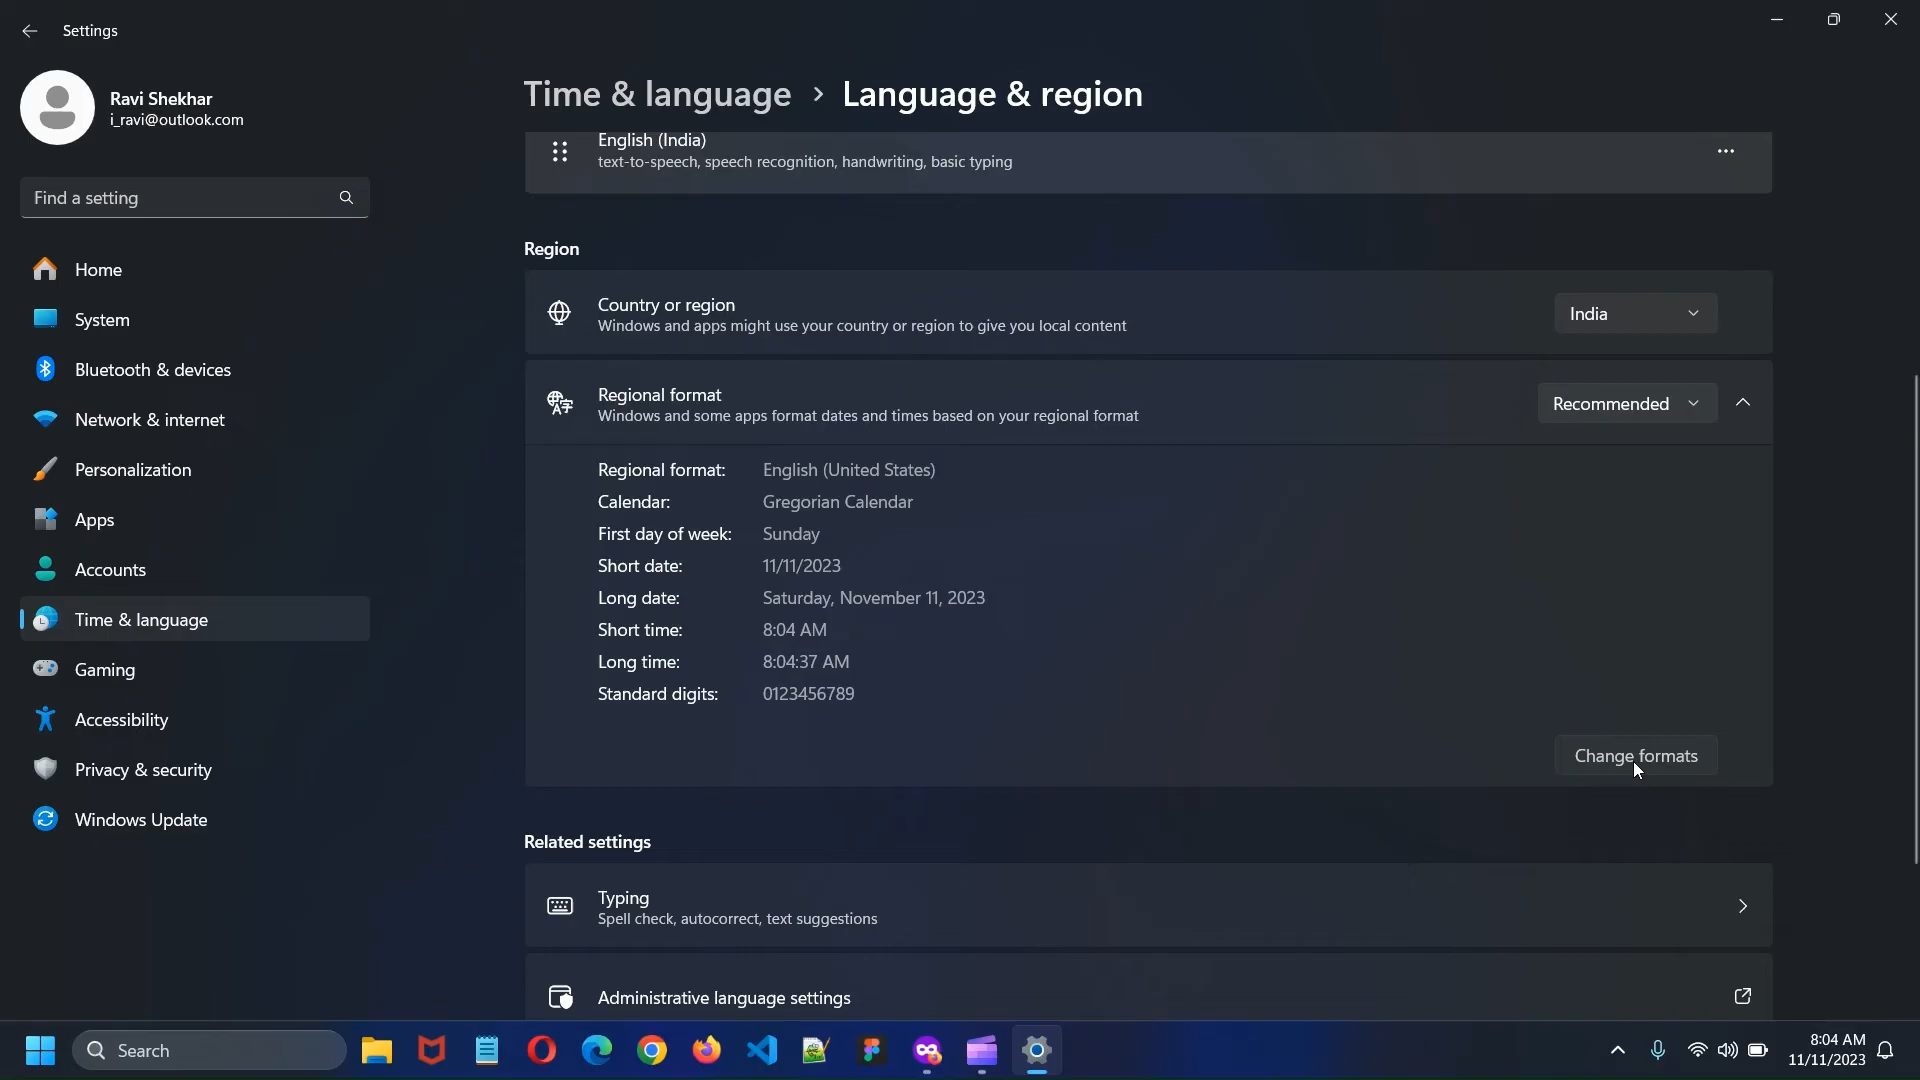 Settings
Ravi Shekhar
i_ravi@outlook.com
Find a setting
Home
System
Bluetooth & devices
Network & internet
Personalization
Apps
Accounts
Time & language
Gaming
Accessibility
Privacy & security
Windows Update
Time & language > Language & region
English (India)
text-to-speech, speech recognition, handwriting, basic typing
Region
Country or region
Windows and apps might use your country or region to give you local content
India
Regional format
Windows and some apps format dates and times based on your regional format
Recommended
Regional format: English (United States)
Calendar: Gregorian Calendar
First day of week: Sunday
Short date: 11/11/2023
Long date: Saturday, November 11, 2023
Short time: 8:04 AM
Long time: 8:04:37 AM
Standard digits: 0123456789
Change formats
Related settings
Typing
Spell check, autocorrect, text suggestions
Administrative language settings
Search
8:04 AM
11/11/2023